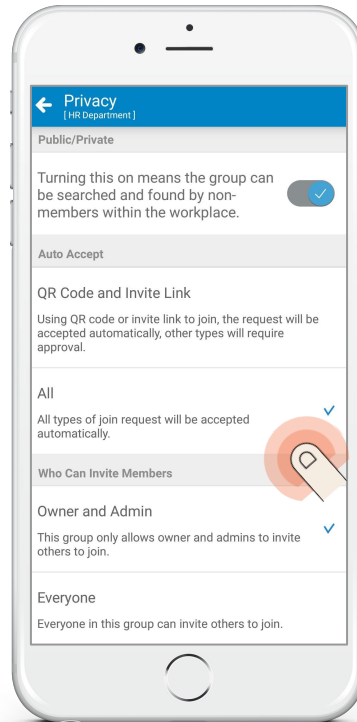 Privacy
[ HR Department ]
Public/Private
Turning this on means the group can
be searched and found by non-
members within the workplace.
Auto Accept
QR Code and Invite Link
Using QR code or invite link to join, the request will be
accepted automatically, other types will require
approval.
All
All types of join request will be accepted
automatically.
Who Can Invite Members
Owner and Admin
This group only allows owner and admins to invite
others to join.
Everyone
Everyone in this group can invite others to join.